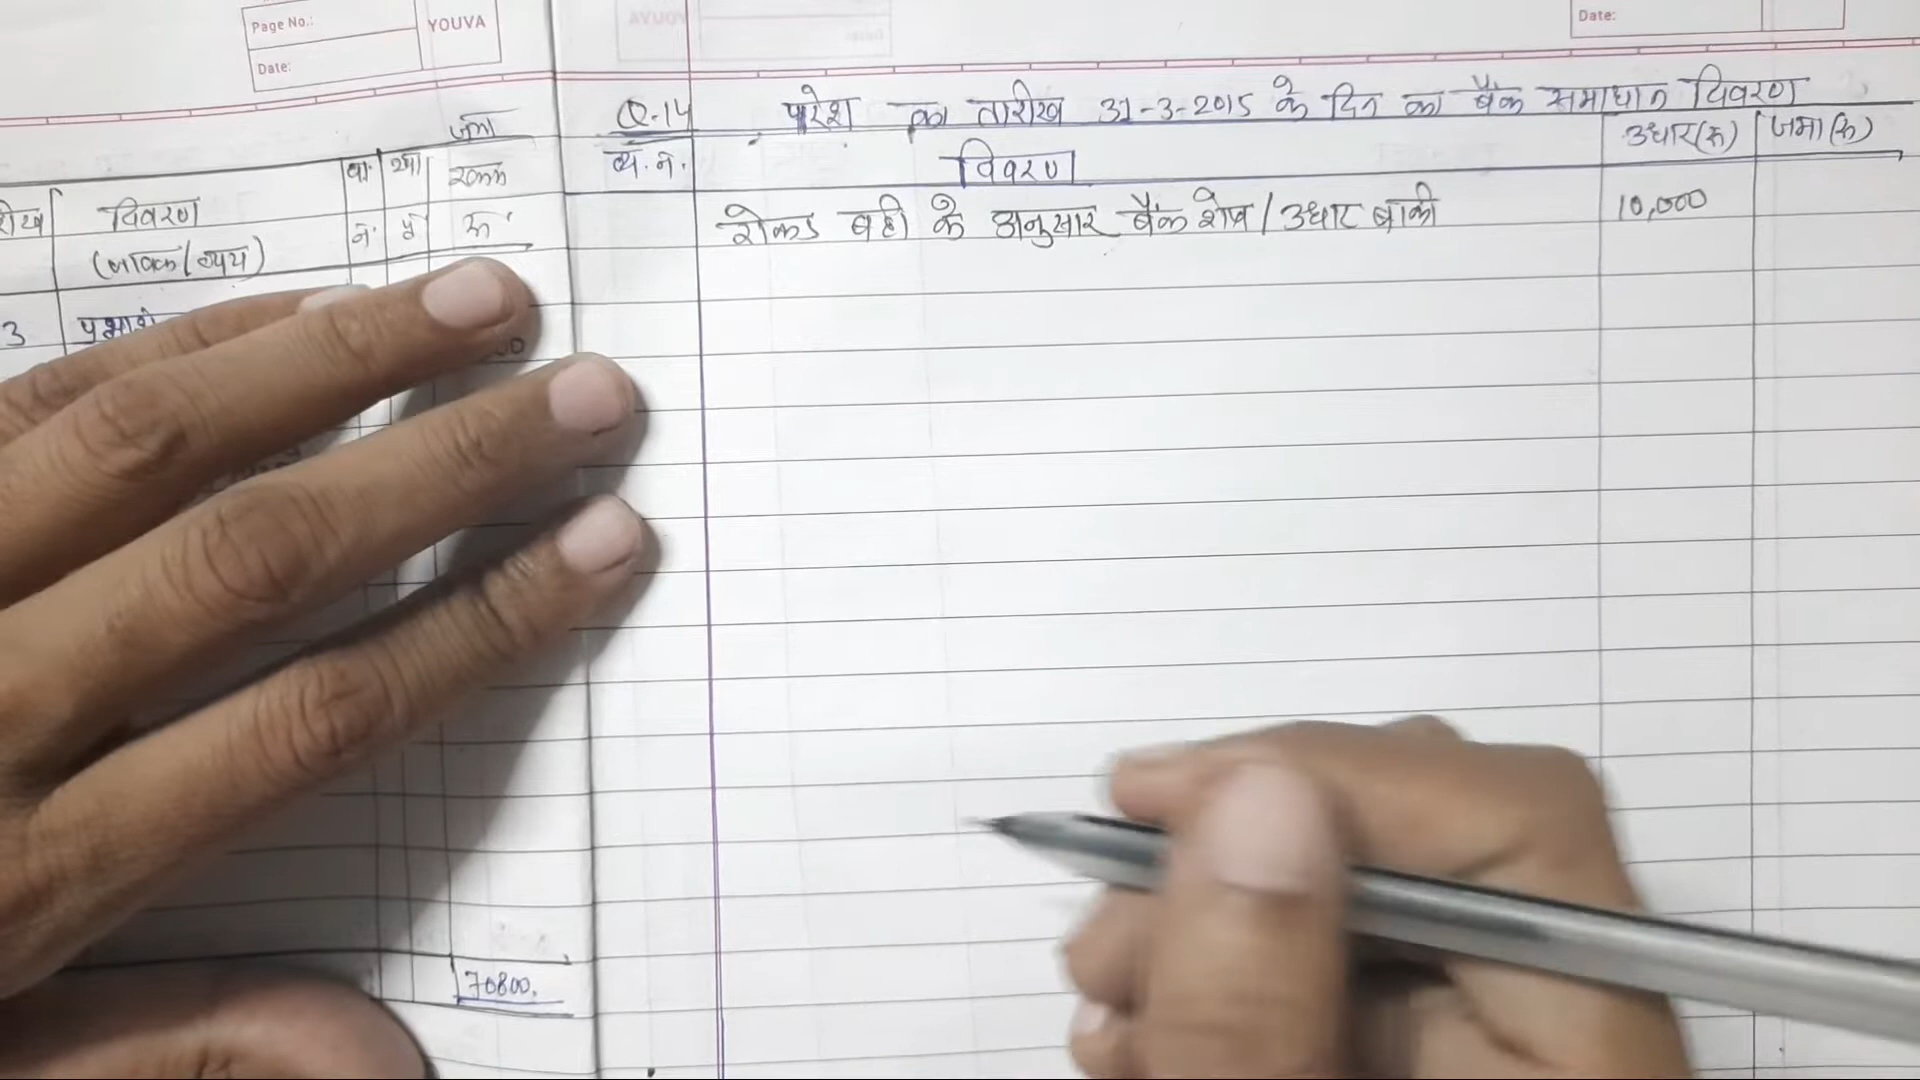 Page No.:
YOUVA
Date:
Date:
जमा
विवरण
रकम
(आवक/व्यय)
रु
3
70800.
Q.14 परेश का तारीख 31-3-2015 के दिन का बैंक समाधान विवरण
व्य. नं. विवरण उधार(रु) जमा(रु)
रोकड बही के अनुसार बैंक शेष/उधार बाकी 10,000